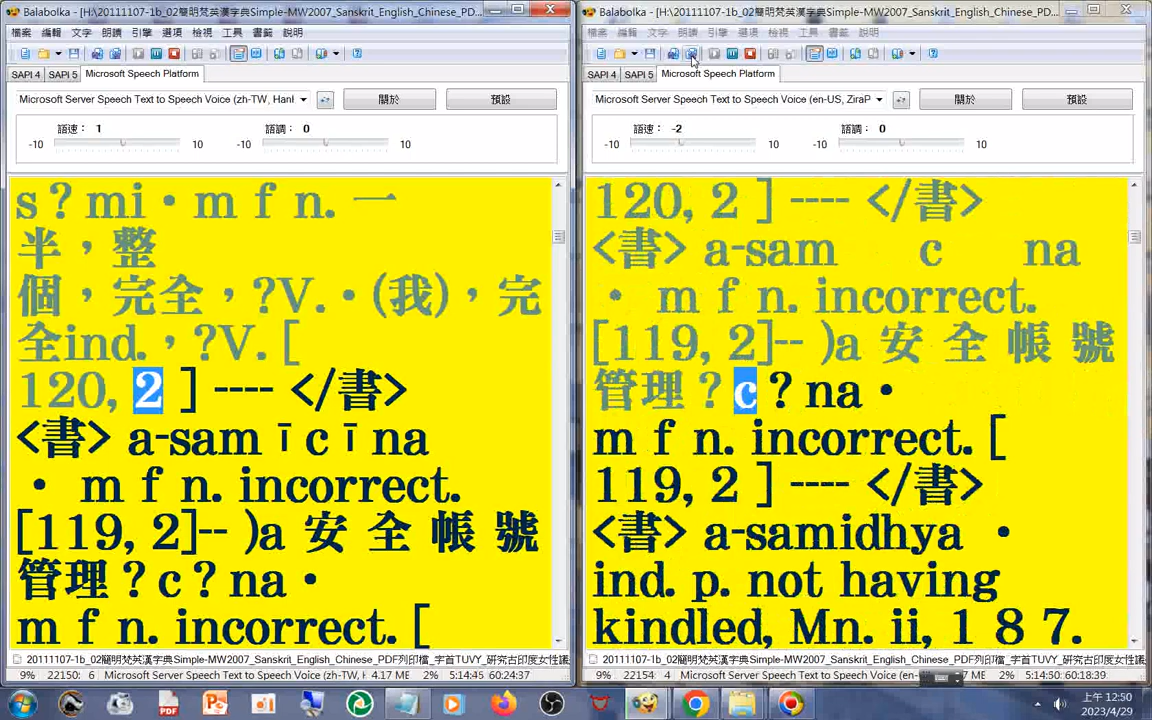 Balabolka - [H:\20111107-1b_02簡明梵英漢字典Simple-MW2007_Sanskrit_English_Chinese_PD...
檔案 編輯 文字 朗讀 引擎 選項 檢視 工具 書籤 說明
SAPI 4 SAPI 5 Microsoft Speech Platform
Microsoft Server Speech Text to Speech Voice (zh-TW, Hanl 關於 預設
語速： 1 語調： 0
-10 10 -10 10
s？mi・m f n. 一
半，整
個，完全，?V.・(我)，完
全ind.，?V. [
120, 2 ] ---- </書>
<書> a-sam ī c ī na
・ m f n. incorrect.
[119, 2]-- )a 安 全 帳 號
管理？c？na・
m f n. incorrect. [
20111107-1b_02簡明梵英漢字典Simple-MW2007_Sanskrit_English_Chinese_PDF列印檔_字首TUVY_研究古印度女性議
9% 22150: 6 Microsoft Server Speech Text to Speech Voice (zh-TW, H 4.17 MB 2% 5:14:45 60:24:37
Balabolka - [H:\20111107-1b_02簡明梵英漢字典Simple-MW2007_Sanskrit_English_Chinese_PD...
檔案 編輯 文字 朗讀 引擎 選項 檢視 工具 書籤 說明
SAPI 4 SAPI 5 Microsoft Speech Platform
Microsoft Server Speech Text to Speech Voice (en-US, ZiraP 關於 預設
語速： -2 語調： 0
-10 10 -10 10
120, 2 ] ---- </書>
<書> a-sam c na
・ m f n. incorrect.
[119, 2]-- )a 安 全 帳 號
管理？c？na・
m f n. incorrect. [
119, 2 ] ---- </書>
<書> a-samidhya ・
ind. p. not having
kindled, Mn. ii, 1 8 7.
20111107-1b_02簡明梵英漢字典Simple-MW2007_Sanskrit_English_Chinese_PDF列印檔_字首TUVY_研究古印度女性議
9% 22154: 4 Microsoft Server Speech Text to Speech Voice (en-U 2% 5:14:50 60:18:39
上午 12:50
2023/4/29